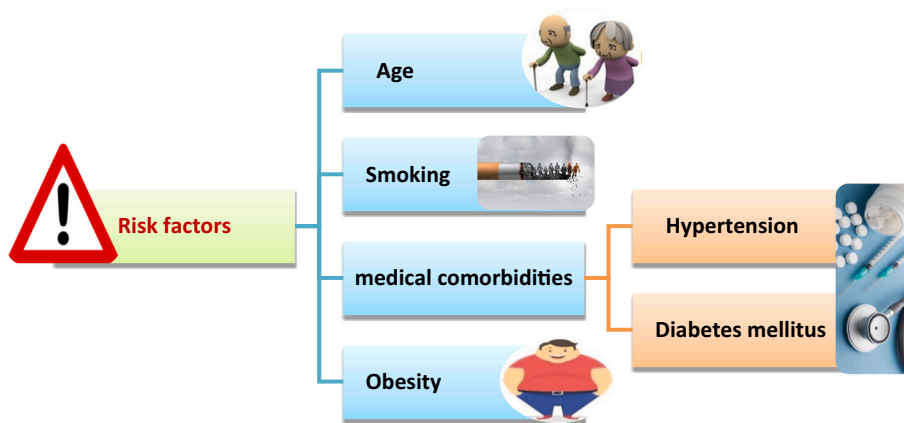 Risk factors
Age
Smoking
medical comorbidities
Hypertension
Diabetes mellitus
Obesity